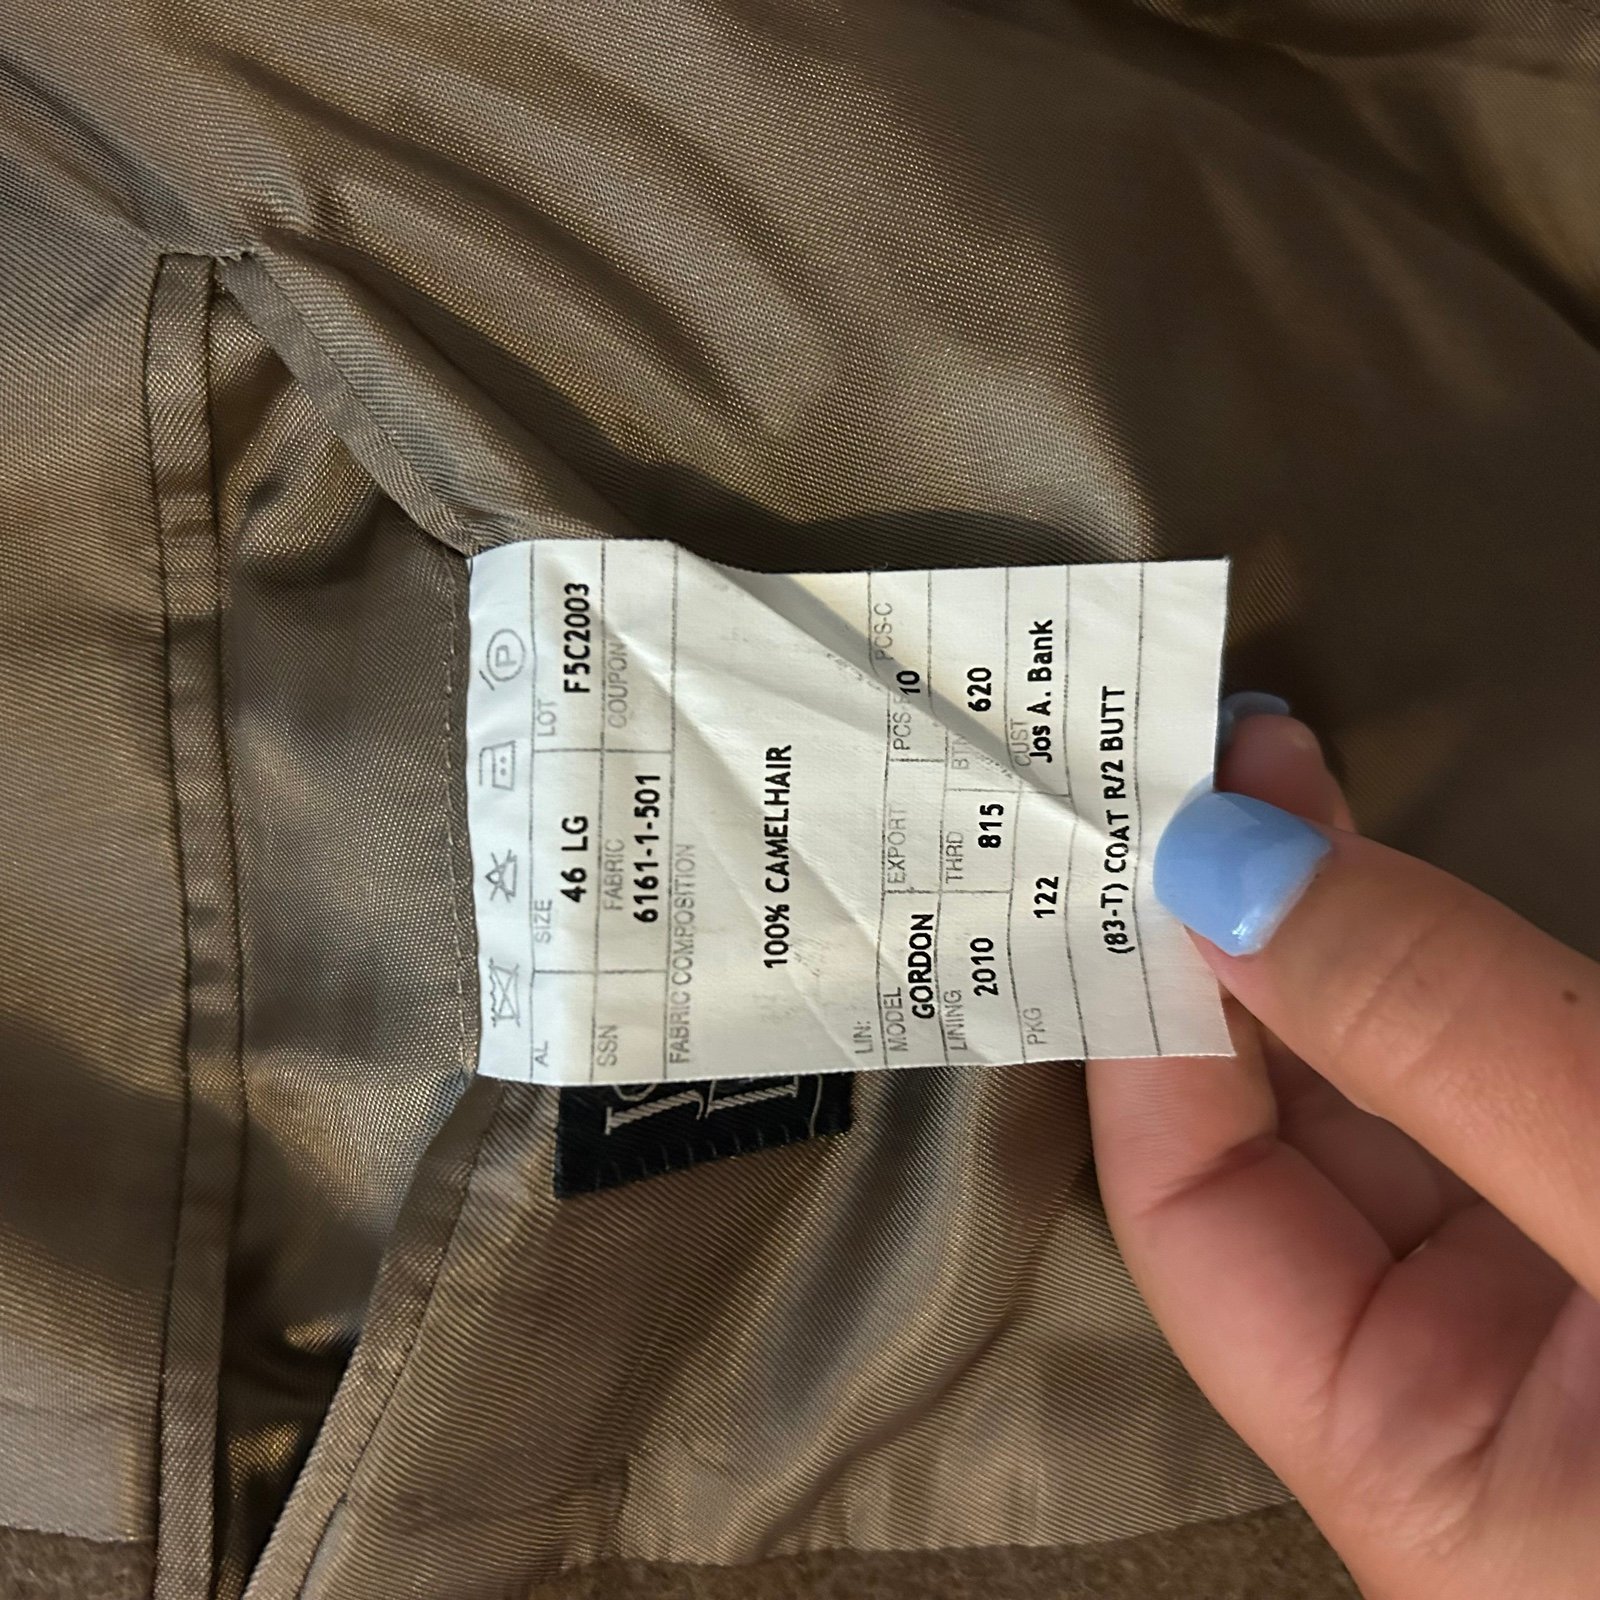 P
AL SIZE LOT
46 LG F5C2003
SSN FABRIC COUPON
6161-1-501
FABRIC COMPOSITION
100% CAMELHAIR
LIN:
MODEL EXPORT PCS-C
GORDON 10
LINING THRD
2010 815 620
PKG CUST
122 Jos A. Bank
(83-T) COAT R/2 BUTT